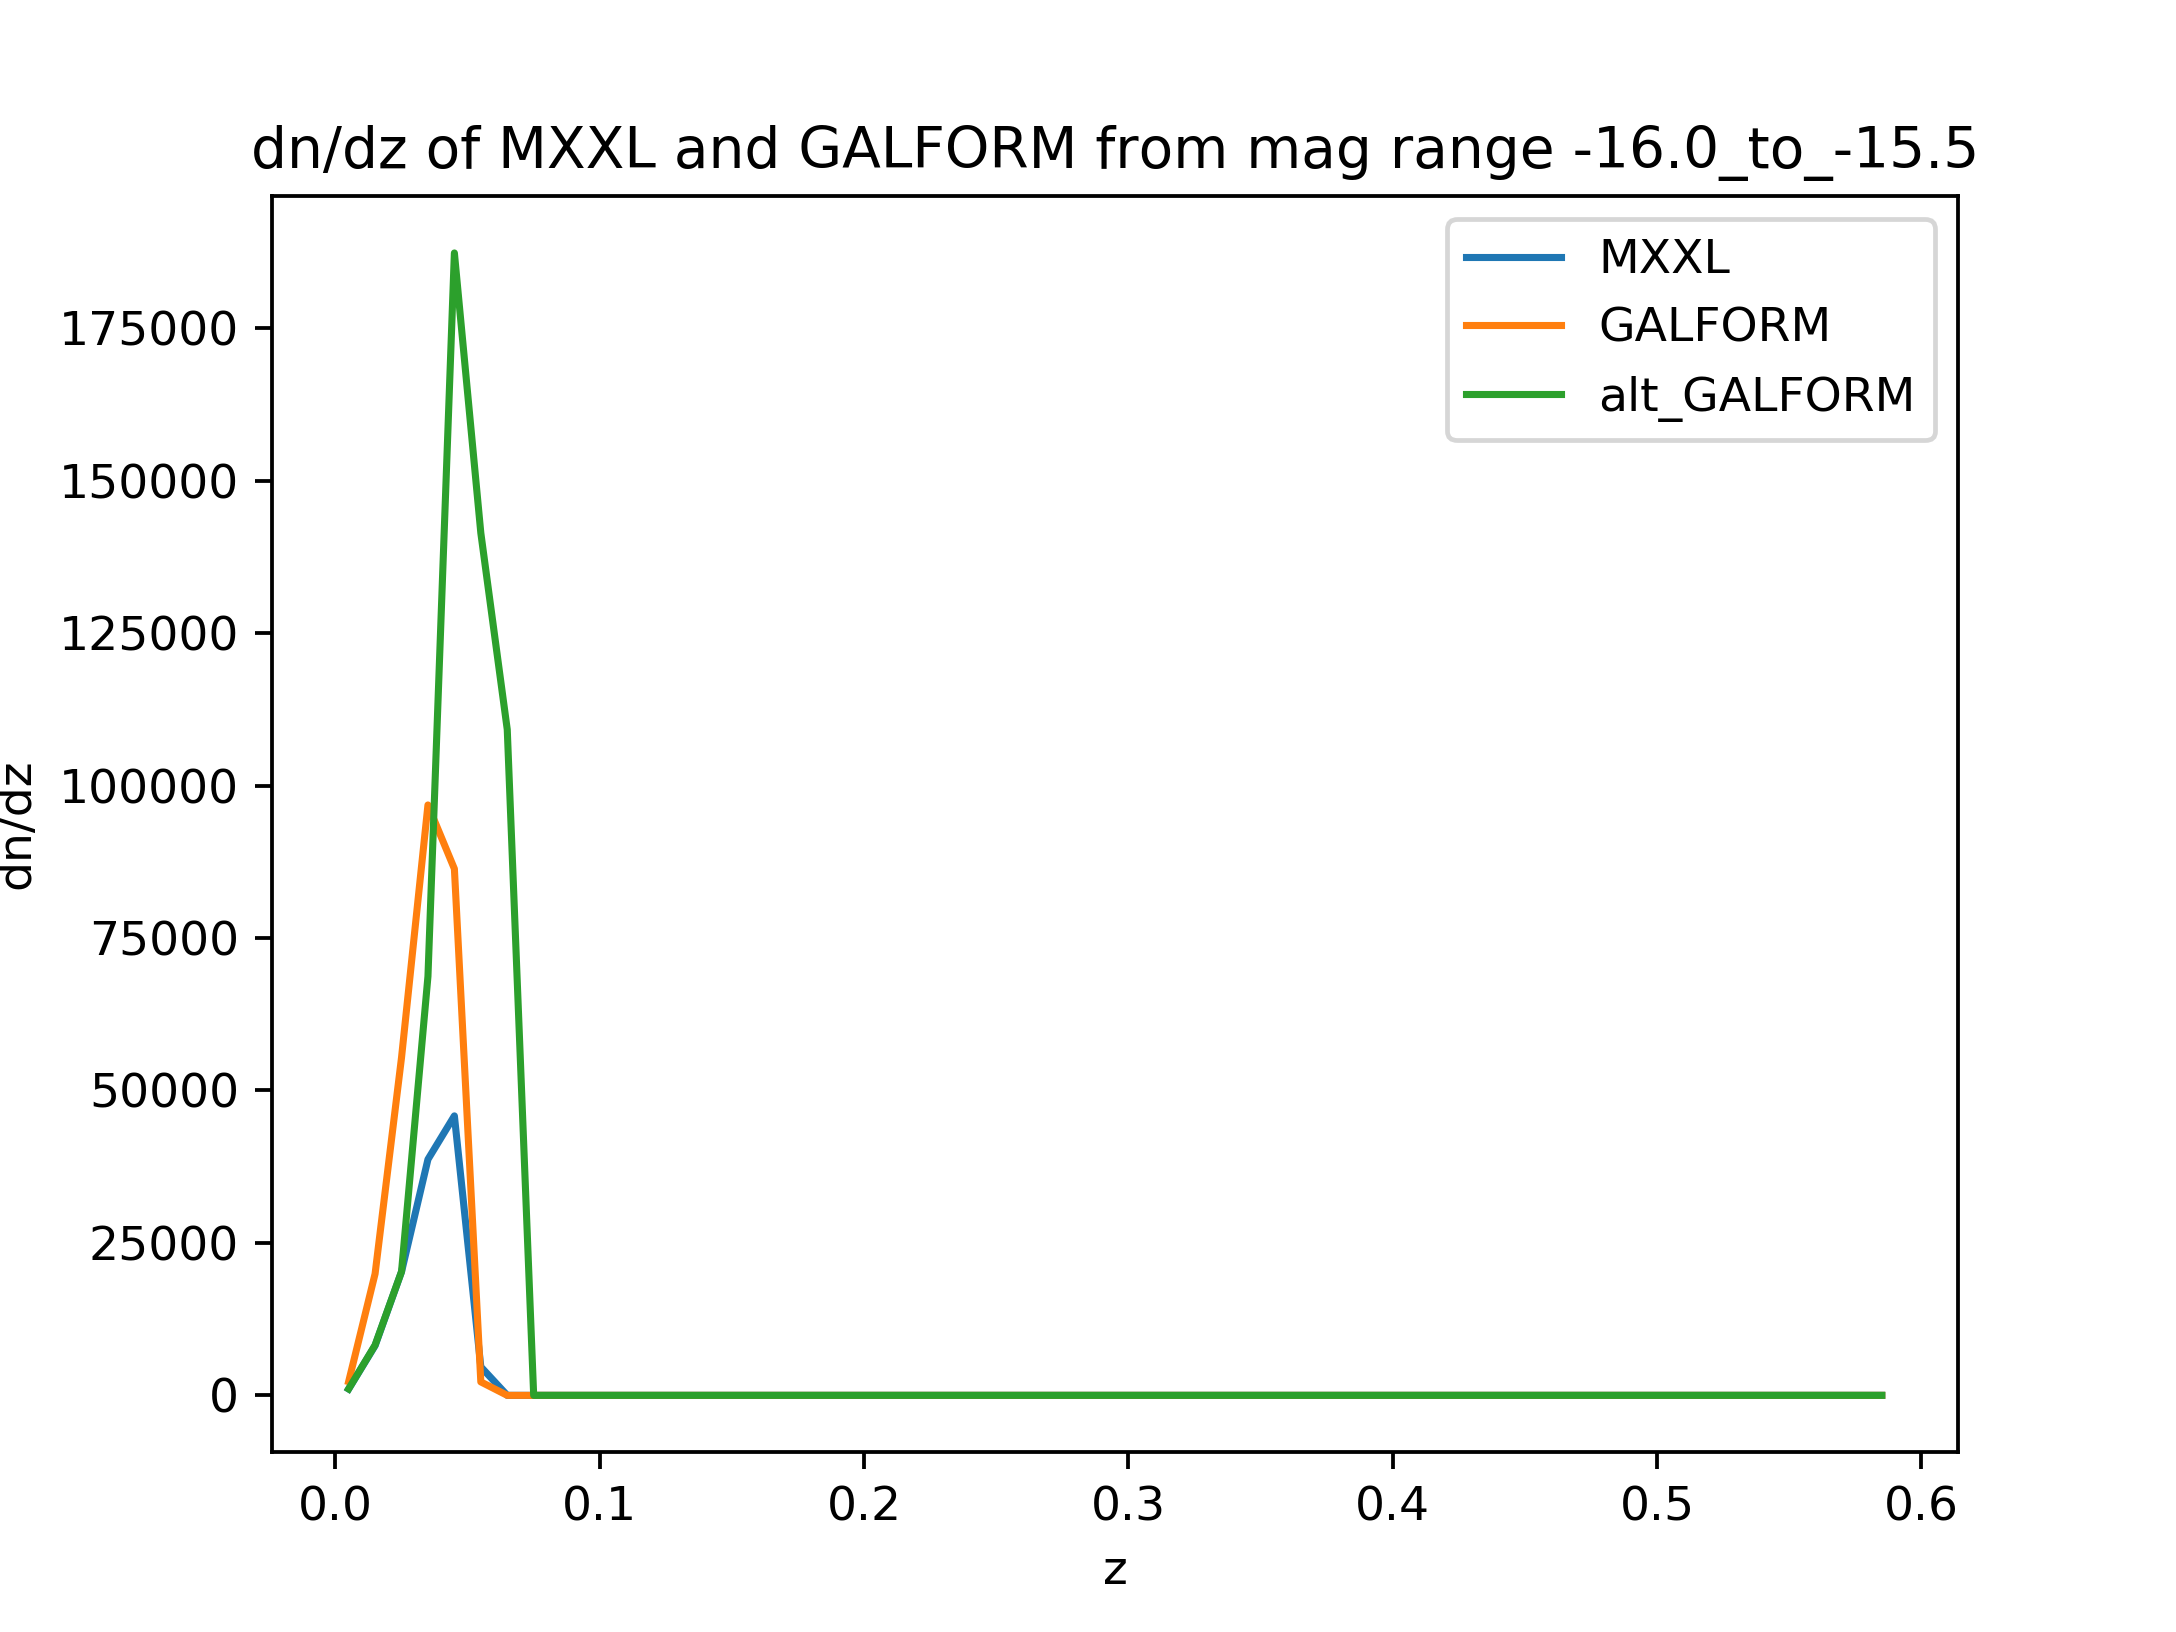 dn/dz of MXXL and GALFORM from mag range -16.0_to_-15.5
MXXL
GALFORM
alt_GALFORM
175000
150000
125000
100000
75000
50000
25000
0
dn/dz
0.0 0.1 0.2 0.3 0.4 0.5 0.6
z